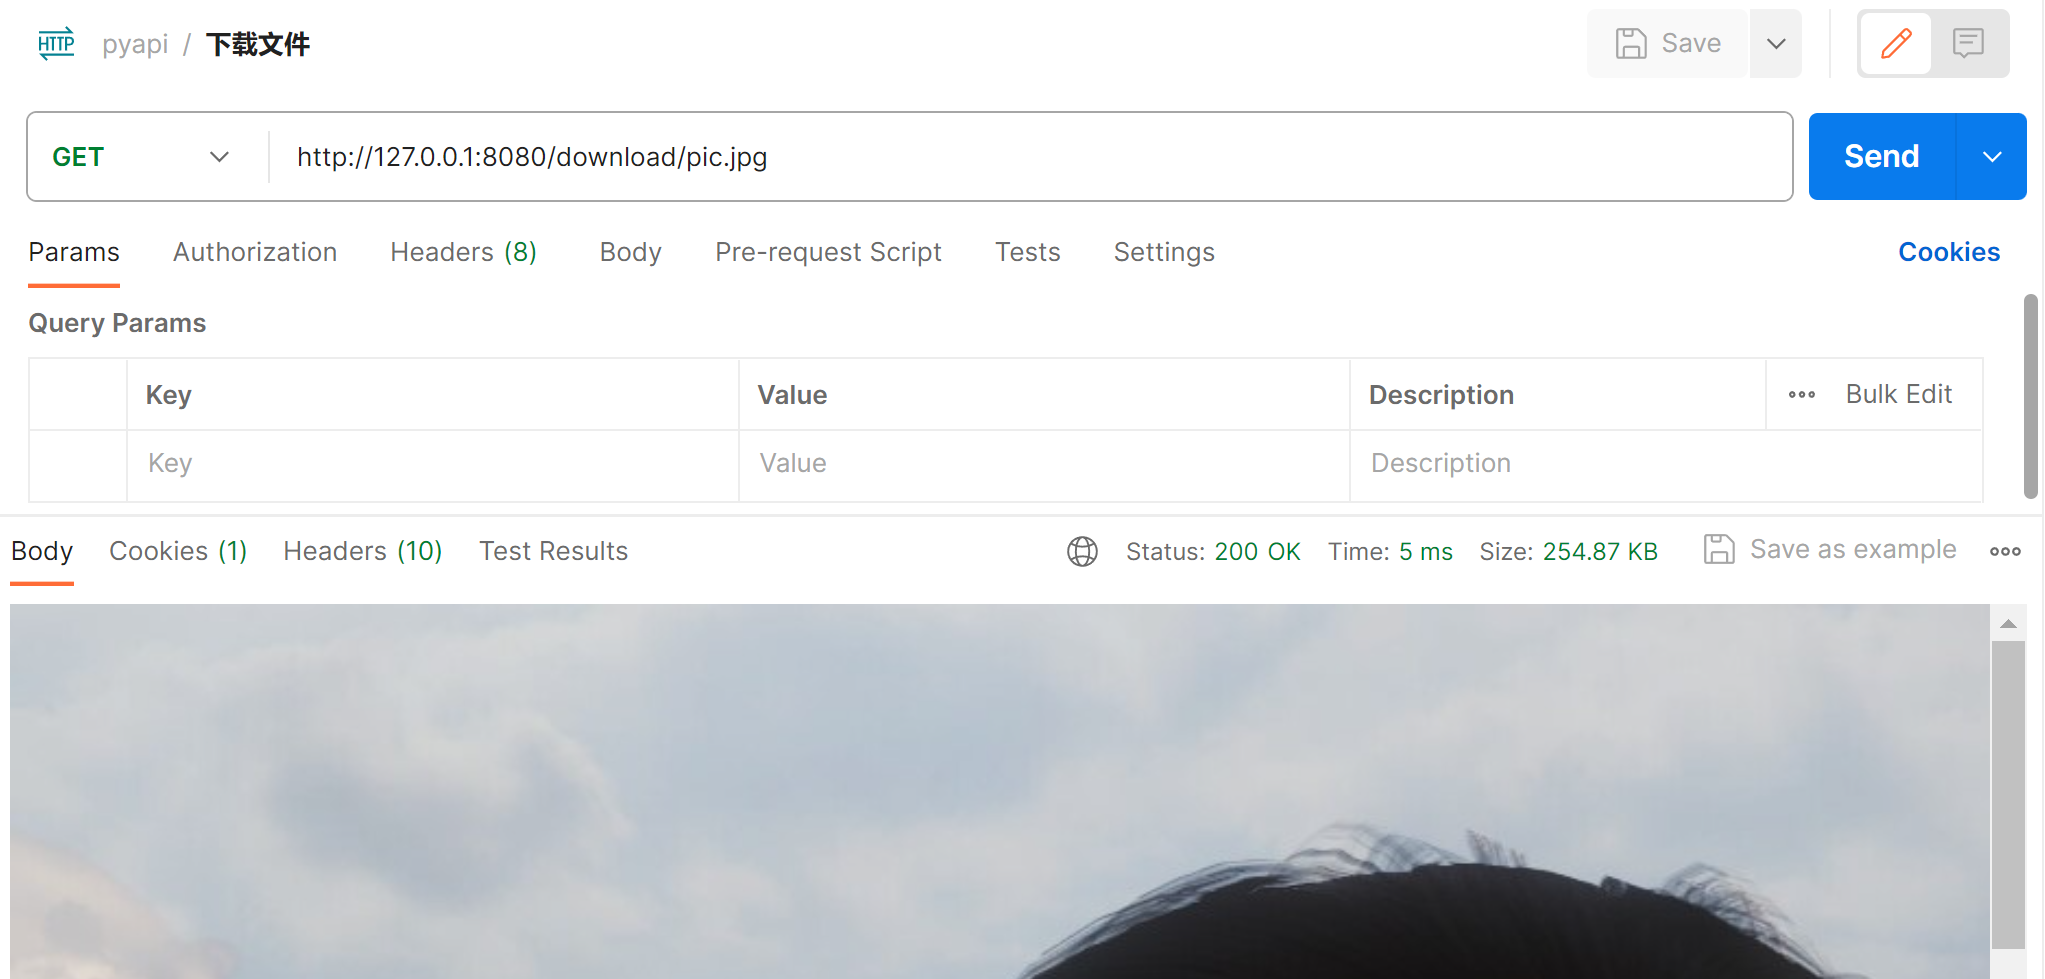 HTTP pyapi / 下载文件 Save
GET http://127.0.0.1:8080/download/pic.jpg Send
Params Authorization Headers (8) Body Pre-request Script Tests Settings Cookies
Query Params
Key Value Description Bulk Edit
Key Value Description
Body Cookies (1) Headers (10) Test Results Status: 200 OK Time: 5 ms Size: 254.87 KB Save as example